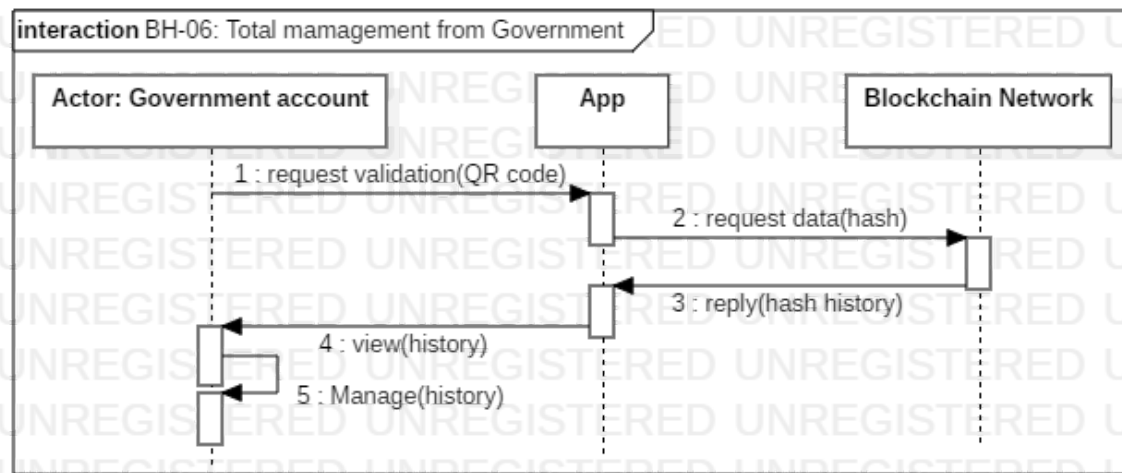 interaction BH-06: Total mamagement from Government
Actor: Government account
App
Blockchain Network
1 : request validation(QR code)
2 : request data(hash)
3 : reply(hash history)
4 : view(history)
5 : Manage(history)
UNREGISTERED